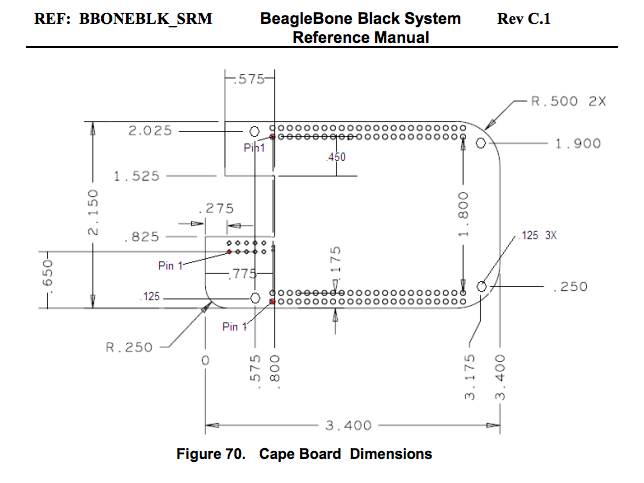 REF: BBONEBLK_SRM BeagleBone Black System Rev C.1
Reference Manual
.575
R.500 2X
2.025
1.900
Pin1
.450
1.525
2.150
.275
1.800
.825
.125 3X
Pin 1
.650
.775
.175
.125
.250
Pin 1
R.250
0
.575
.800
3.175
3.400
3.400
Figure 70. Cape Board Dimensions